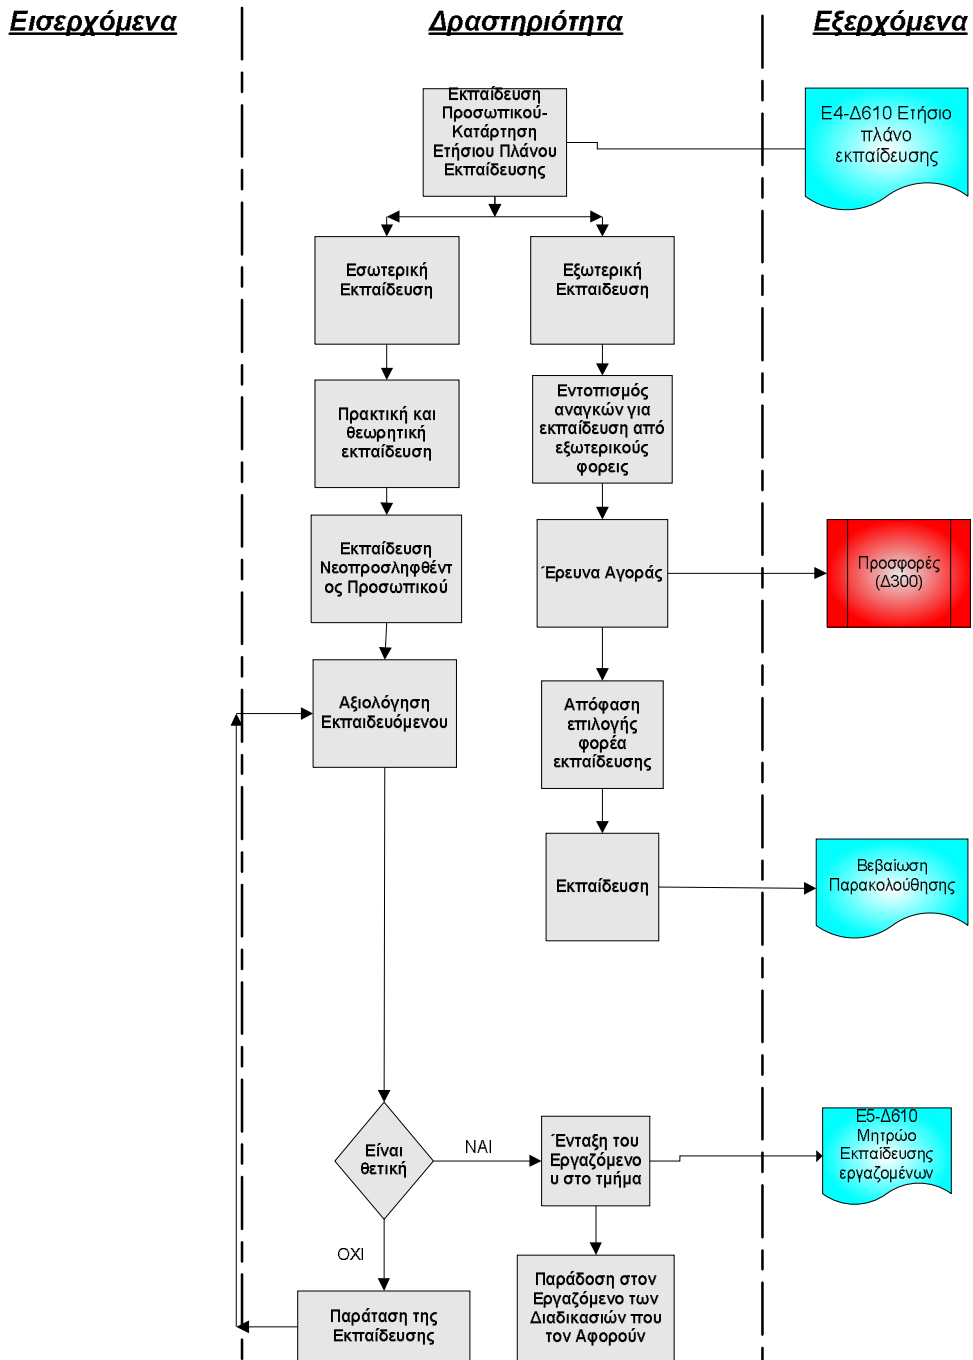 Εισερχόμενα
Δραστηριότητα
Εξερχόμενα
Εκπαίδευση
Προσωπικού-
Κατάρτηση
Ετήσιου Πλάνου
Εκπαίδευσης
Ε4-Δ610 Ετήσιο
πλάνο
εκπαίδευσης
Εσωτερική
Εκπαίδευση
Εξωτερική
Εκπαιδευση
Πρακτική και
θεωρητική
εκπαίδευση
Εντοπισμός
αναγκών για
εκπαίδευση από
εξωτερικούς
φορεις
Εκπαίδευση
Νεοπροσληφθέντ
ος Προσωπικού
Έρευνα Αγοράς
Προσφορές
(Δ300)
Αξιολόγηση
Εκπαιδευόμενου
Απόφαση
επιλογής
φορέα
εκπαίδευσης
Εκπαίδευση
Βεβαίωση
Παρακολούθησης
Είναι
θετική
ΝΑΙ
Ένταξη του
Εργαζόμενο
υ στο τμήμα
Ε5-Δ610
Μητρώο
Εκπαίδευσης
εργαζομένων
ΟΧΙ
Παράταση της
Εκπαίδευσης
Παράδοση στον
Εργαζόμενο των
Διαδικασιών που
τον Αφορούν